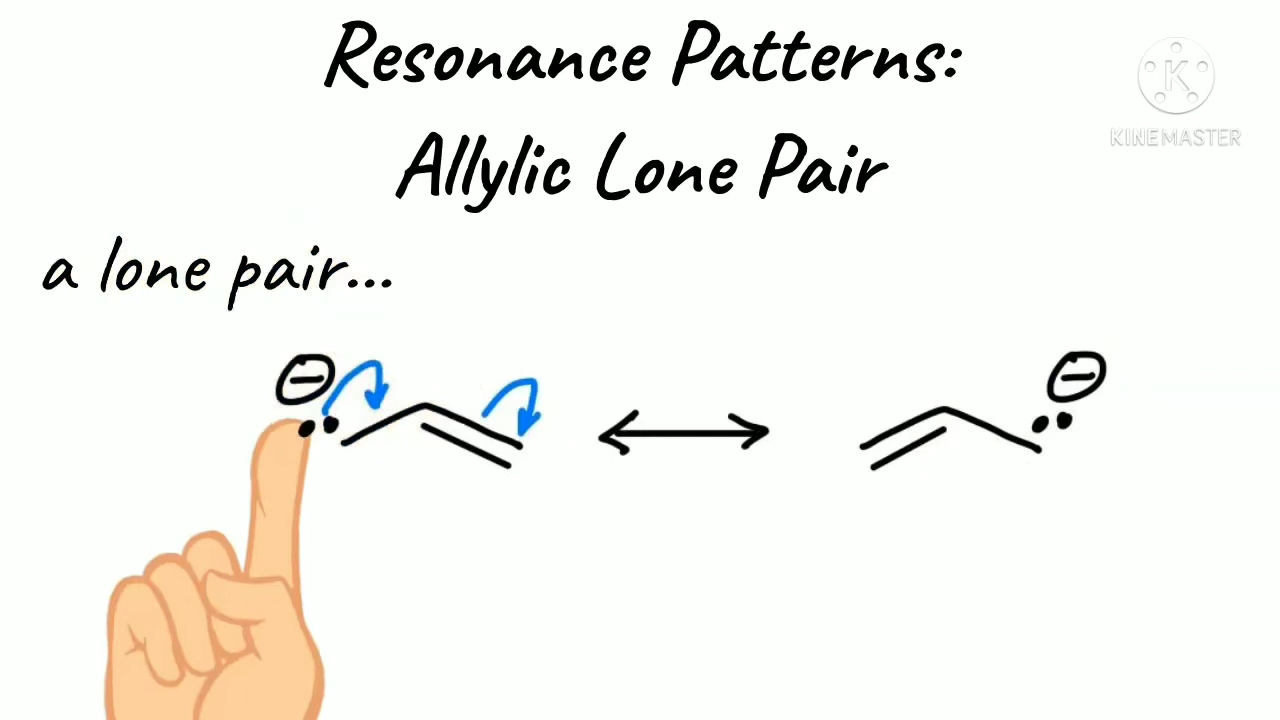 Resonance Patterns:
K
KINEMASTER
Allylic Lone Pair
a lone pair...